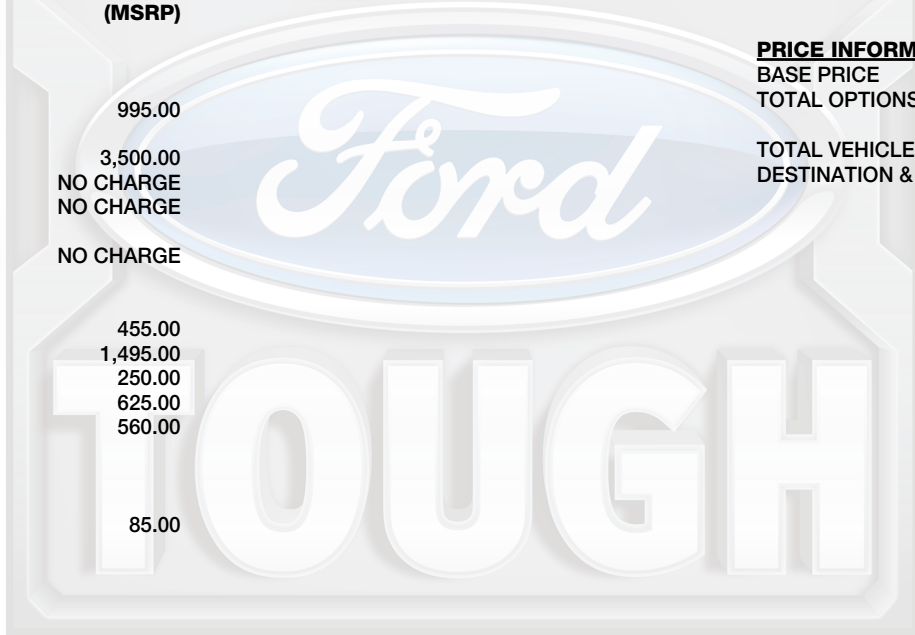 (MSRP)
995.00
3,500.00
NO CHARGE
NO CHARGE
NO CHARGE
455.00
1,495.00
250.00
625.00
560.00
85.00
PRICE INFORM
BASE PRICE
TOTAL OPTIONS
TOTAL VEHICLE
DESTINATION &
Ford
TOUGH